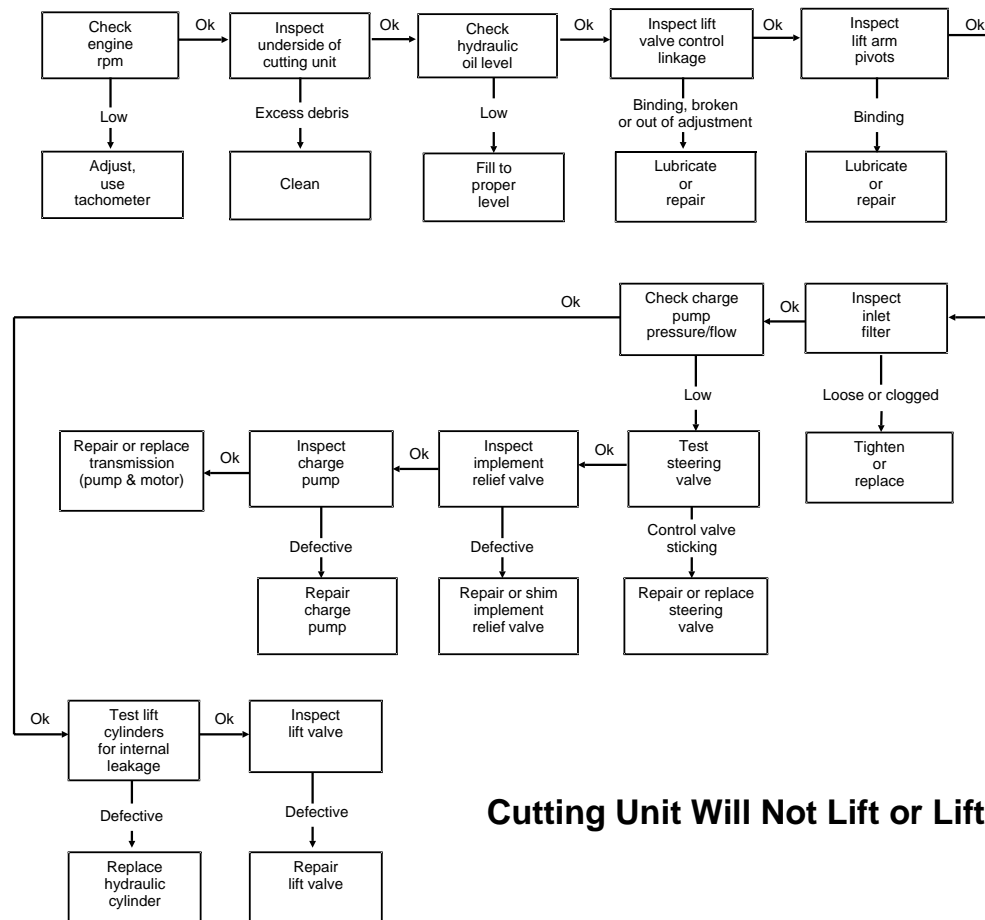 Check
engine
rpm
Ok
Inspect
underside of
cutting unit
Ok
Check
hydraulic
oil level
Ok
Inspect lift
valve control
linkage
Ok
Inspect
lift arm
pivots
Ok
Low
Excess debris
Low
Binding, broken
or out of adjustment
Binding
Adjust,
use
tachometer
Clean
Fill to
proper
level
Lubricate
or
repair
Lubricate
or
repair
Ok
Check charge
pump
pressure/flow
Ok
Inspect
inlet
filter
Low
Loose or clogged
Repair or replace
transmission
(pump & motor)
Ok
Inspect
charge
pump
Ok
Inspect
implement
relief valve
Ok
Test
steering
valve
Tighten
or
replace
Defective
Defective
Control valve
sticking
Repair
charge
pump
Repair or shim
implement
relief valve
Repair or replace
steering
valve
Ok
Test lift
cylinders
for internal
leakage
Ok
Inspect
lift valve
Defective
Defective
Cutting Unit Will Not Lift or Lift
Replace
hydraulic
cylinder
Repair
lift valve